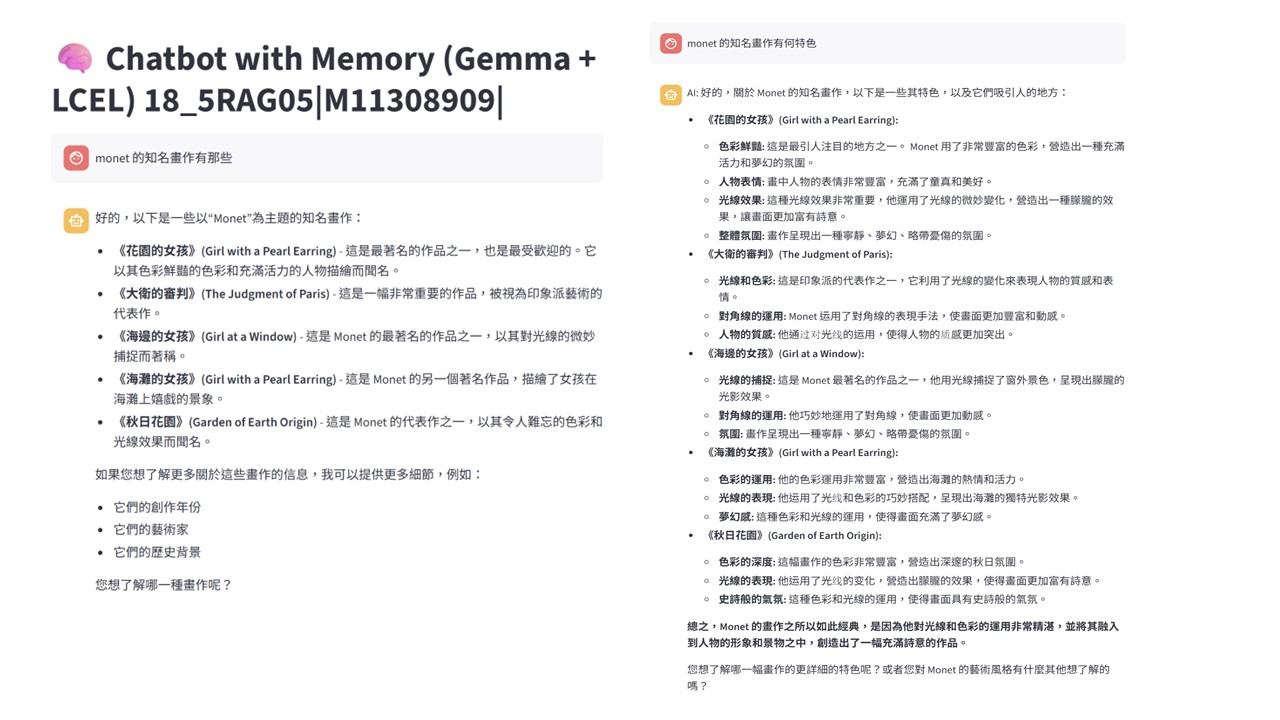 Chatbot with Memory (Gemma +
LCEL) 18_5RAG05|M11308909|
monet 的知名畫作有那些
好的，以下是一些以“Monet”為主題的知名畫作：
• 《花園的女孩》(Girl with a Pearl Earring) - 這是最著名的作品之一，也是最受歡迎的。它
以其色彩鮮豔的色彩和充滿活力的人物描繪而聞名。
• 《大衛的審判》(The Judgment of Paris) - 這是一幅非常重要的作品，被視為印象派藝術的
代表作。
• 《海邊的女孩》(Girl at a Window) - 這是 Monet 的最著名的作品之一，以其對光線的微妙
捕捉而著稱。
• 《海灘的女孩》(Girl with a Pearl Earring) - 這是 Monet 的另一個著名作品，描繪了女孩在
海灘上嬉戲的景象。
• 《秋日花園》(Garden of Earth Origin) - 這是 Monet 的代表作之一，以其令人難忘的色彩和
光線效果而聞名。
如果您想了解更多關於這些畫作的信息，我可以提供更多細節，例如：
• 它們的創作年份
• 它們的藝術家
• 它們的歷史背景
您想了解哪一種畫作呢？
monet 的知名畫作有何特色
AI: 好的，關於 Monet 的知名畫作，以下是一些其特色，以及它們吸引人的地方：
• 《花園的女孩》(Girl with a Pearl Earring):
◦ 色彩鮮豔: 這是最引人注目的地方之一。 Monet 用了非常豐富的色彩，營造出一種充滿
活力和夢幻的氛圍。
◦ 人物表情: 畫中人物的表情非常豐富，充滿了童真和美好。
◦ 光線效果: 這種光線效果非常重要，他運用了光線的微妙變化，營造出一種朦朧的效
果，讓畫面更加富有詩意。
◦ 整體氛圍: 畫作呈現出一種寧靜、夢幻、略帶憂傷的氛圍。
• 《大衛的審判》(The Judgment of Paris):
◦ 光線和色彩: 這是印象派的代表作之一，它利用了光線的變化來表現人物的質感和表
情。
◦ 對角線的運用: Monet 运用了對角線的表現手法，使畫面更加豐富和動感。
◦ 人物的質感: 他通过对光线的运用，使得人物的质感更加突出。
• 《海邊的女孩》(Girl at a Window):
◦ 光線的捕捉: 這是 Monet 最著名的作品之一，他用光線捕捉了窗外景色，呈現出朦朧的
光影效果。
◦ 對角線的運用: 他巧妙地運用了對角線，使畫面更加動感。
◦ 氛圍: 畫作呈現出一種寧靜、夢幻、略帶憂傷的氛圍。
• 《海灘的女孩》(Girl with a Pearl Earring):
◦ 色彩的運用: 他的色彩運用非常豐富，營造出海灘的熱情和活力。
◦ 光線的表現: 他运用了光线和色彩的巧妙搭配，呈現出海灘的獨特光影效果。
◦ 夢幻感: 這種色彩和光線的運用，使得畫面充滿了夢幻感。
• 《秋日花園》(Garden of Earth Origin):
◦ 色彩的深度: 這幅畫作的色彩非常豐富，營造出深邃的秋日氛圍。
◦ 光線的表現: 他运用了光线的变化，營造出朦朧的效果，使得畫面更加富有詩意。
◦ 史詩般的氣氛: 這種色彩和光線的運用，使得畫面具有史詩般的氣氛。
總之，Monet 的畫作之所以如此經典，是因為他對光線和色彩的運用非常精湛，並將其融入
到人物的形象和景物之中，創造出了一幅充滿詩意的作品。
您想了解哪一幅畫作的更詳細的特色呢？或者您對 Monet 的藝術風格有什麼其他想了解的
嗎？